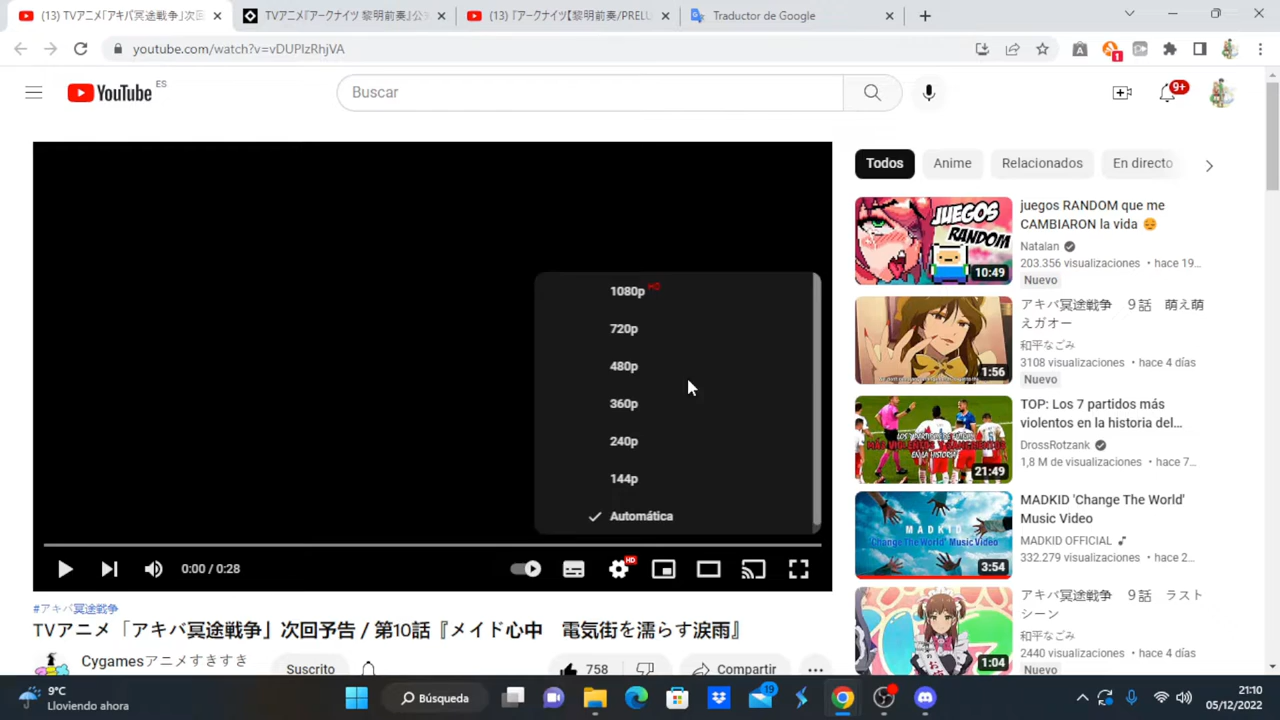 (13) TVアニメ「アキバ冥途戦争」次回
TVアニメ『アークナイツ 黎明前奏』公式
(13) 『アークナイツ【黎明前奏/PRELU
Traductor de Google
youtube.com/watch?v=vDUPIzRhjVA
1
YouTube ES
Buscar
9+
Todos
Anime
Relacionados
En directo
1080p HD
720p
480p
360p
240p
144p
Automática
0:00 / 0:28
HD
#アキバ冥途戦争
TVアニメ「アキバ冥途戦争」次回予告 / 第10話『メイド心中 電気街を濡らす涙雨』
Cygamesアニメすきすき
Suscrito
758
Compartir
JUEGOS
RANDOM
10:49
juegos RANDOM que me
CAMBIARON la vida 😔
Natalan
203.356 visualizaciones • hace 19...
Nuevo
1:56
アキバ冥途戦争 9話 萌え萌
えガオー
和平なごみ
3108 visualizaciones • hace 4 días
Nuevo
LOS 7 PARTIDOS
MÁS VIOLENTOS Y SANGRIENTOS
EN LA HISTORIA
21:49
TOP: Los 7 partidos más
violentos en la historia del...
DrossRotzank
1,8 M de visualizaciones • hace 7...
MADKID
'Change The World' Music Video
3:54
MADKID 'Change The World'
Music Video
MADKID OFFICIAL
332.279 visualizaciones • hace 2...
1:04
アキバ冥途戦争 9話 ラスト
シーン
和平なごみ
2440 visualizaciones • hace 4 días
Nuevo
9°C
Lloviendo ahora
Búsqueda
19
21:10
05/12/2022